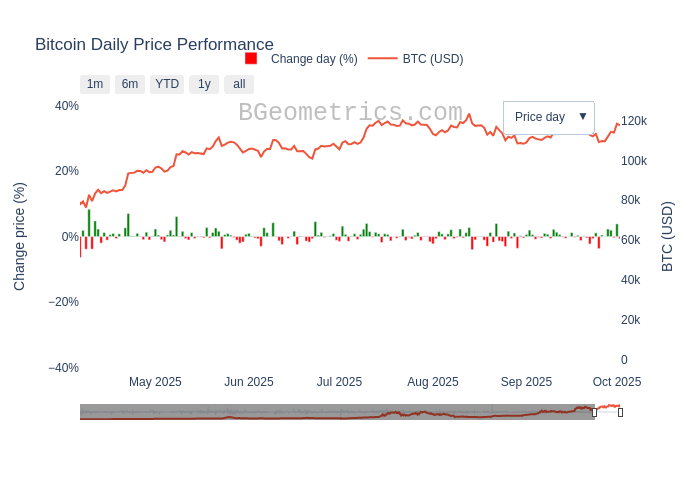 Bitcoin Daily Price Performance
Change day (%) BTC (USD)
1m 6m YTD 1y all
BGeometrics.com
Price day ▼
40%
20%
0%
−20%
−40%
Change price (%)
120k
100k
80k
60k
40k
20k
0
BTC (USD)
May 2025 Jun 2025 Jul 2025 Aug 2025 Sep 2025 Oct 2025